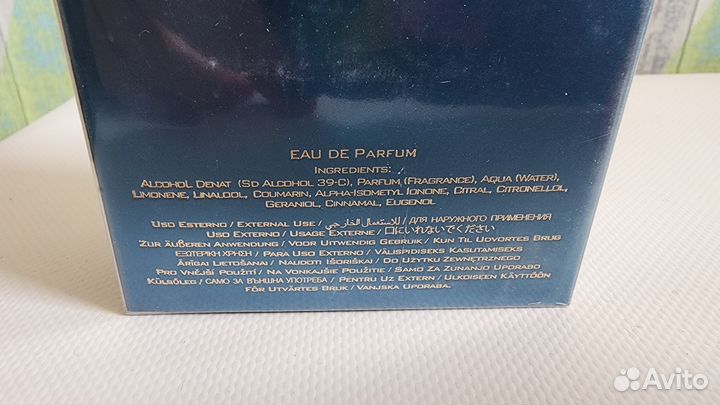 EAU DE PARFUM
INGREDIENTS:
ALCOHOL DENAT (SD ALCOHOL 39-C), PARFUM (FRAGRANCE), AQUA (WATER),
LIMONENE, LINALOOL, COUMARIN, ALPHA-ISOMETYL IONONE, CITRAL, CITRONELLOL,
GERANIOL, CINNAMAL, EUGENOL
USO ESTERNO / EXTERNAL USE / للاستعمال الخارجي / ДЛЯ НАРУЖНОГО ПРИМЕНЕНИЯ
USO EXTERNO / USAGE EXTERNE / 口にいれないでください
ZUR ÄUßEREN ANWENDUNG / VOOR UITWENDIG GEBRUIK / KUN TIL UDVORTES BRUG
ΕΞΩΤΕΡΙΚΗ ΧΡΗΣΗ / PARA USO EXTERNO / VÄLISPIDISEKS KASUTAMISEKS
ĀRĪGAI LIETOŠANAI / NAUDOTI IŠORIŠKAI / DO UŻYTKU ZEWNĘTRZNEGO
PRO VNĚJŠÍ POUŽITÍ / NA VONKAJŠIE POUŽITIE / SAMO ZA ZUNANJO UPORABO
KÜLSŐLEG / САМО ЗА ВЪНШНА УПОТРЕБА / PENTRU UZ EXTERN / ULKOISEEN KÄYTTÖÖN
FÖR UTVÄRTES BRUK / VANJSKA UPORABA.
Avito